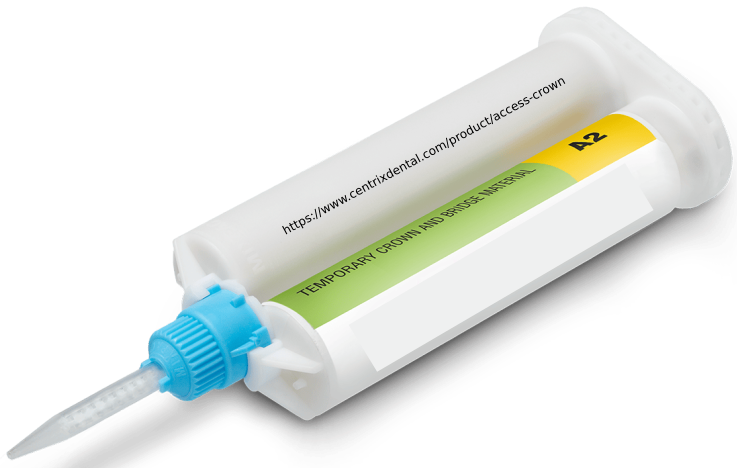 https://www.centrixdental.com/product/access-crown
A2
TEMPORARY CROWN AND BRIDGE MATERIAL